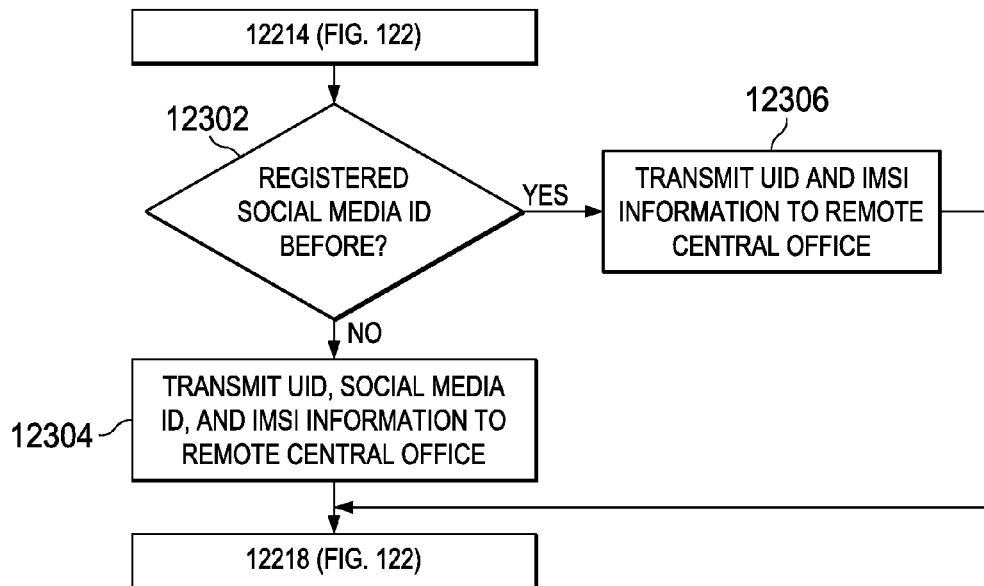 12214 (FIG. 122)
12302
REGISTERED
SOCIAL MEDIA ID
BEFORE?
YES
12306
TRANSMIT UID AND IMSI
INFORMATION TO REMOTE
CENTRAL OFFICE
NO
12304
TRANSMIT UID, SOCIAL MEDIA
ID, AND IMSI INFORMATION TO
REMOTE CENTRAL OFFICE
12218 (FIG. 122)